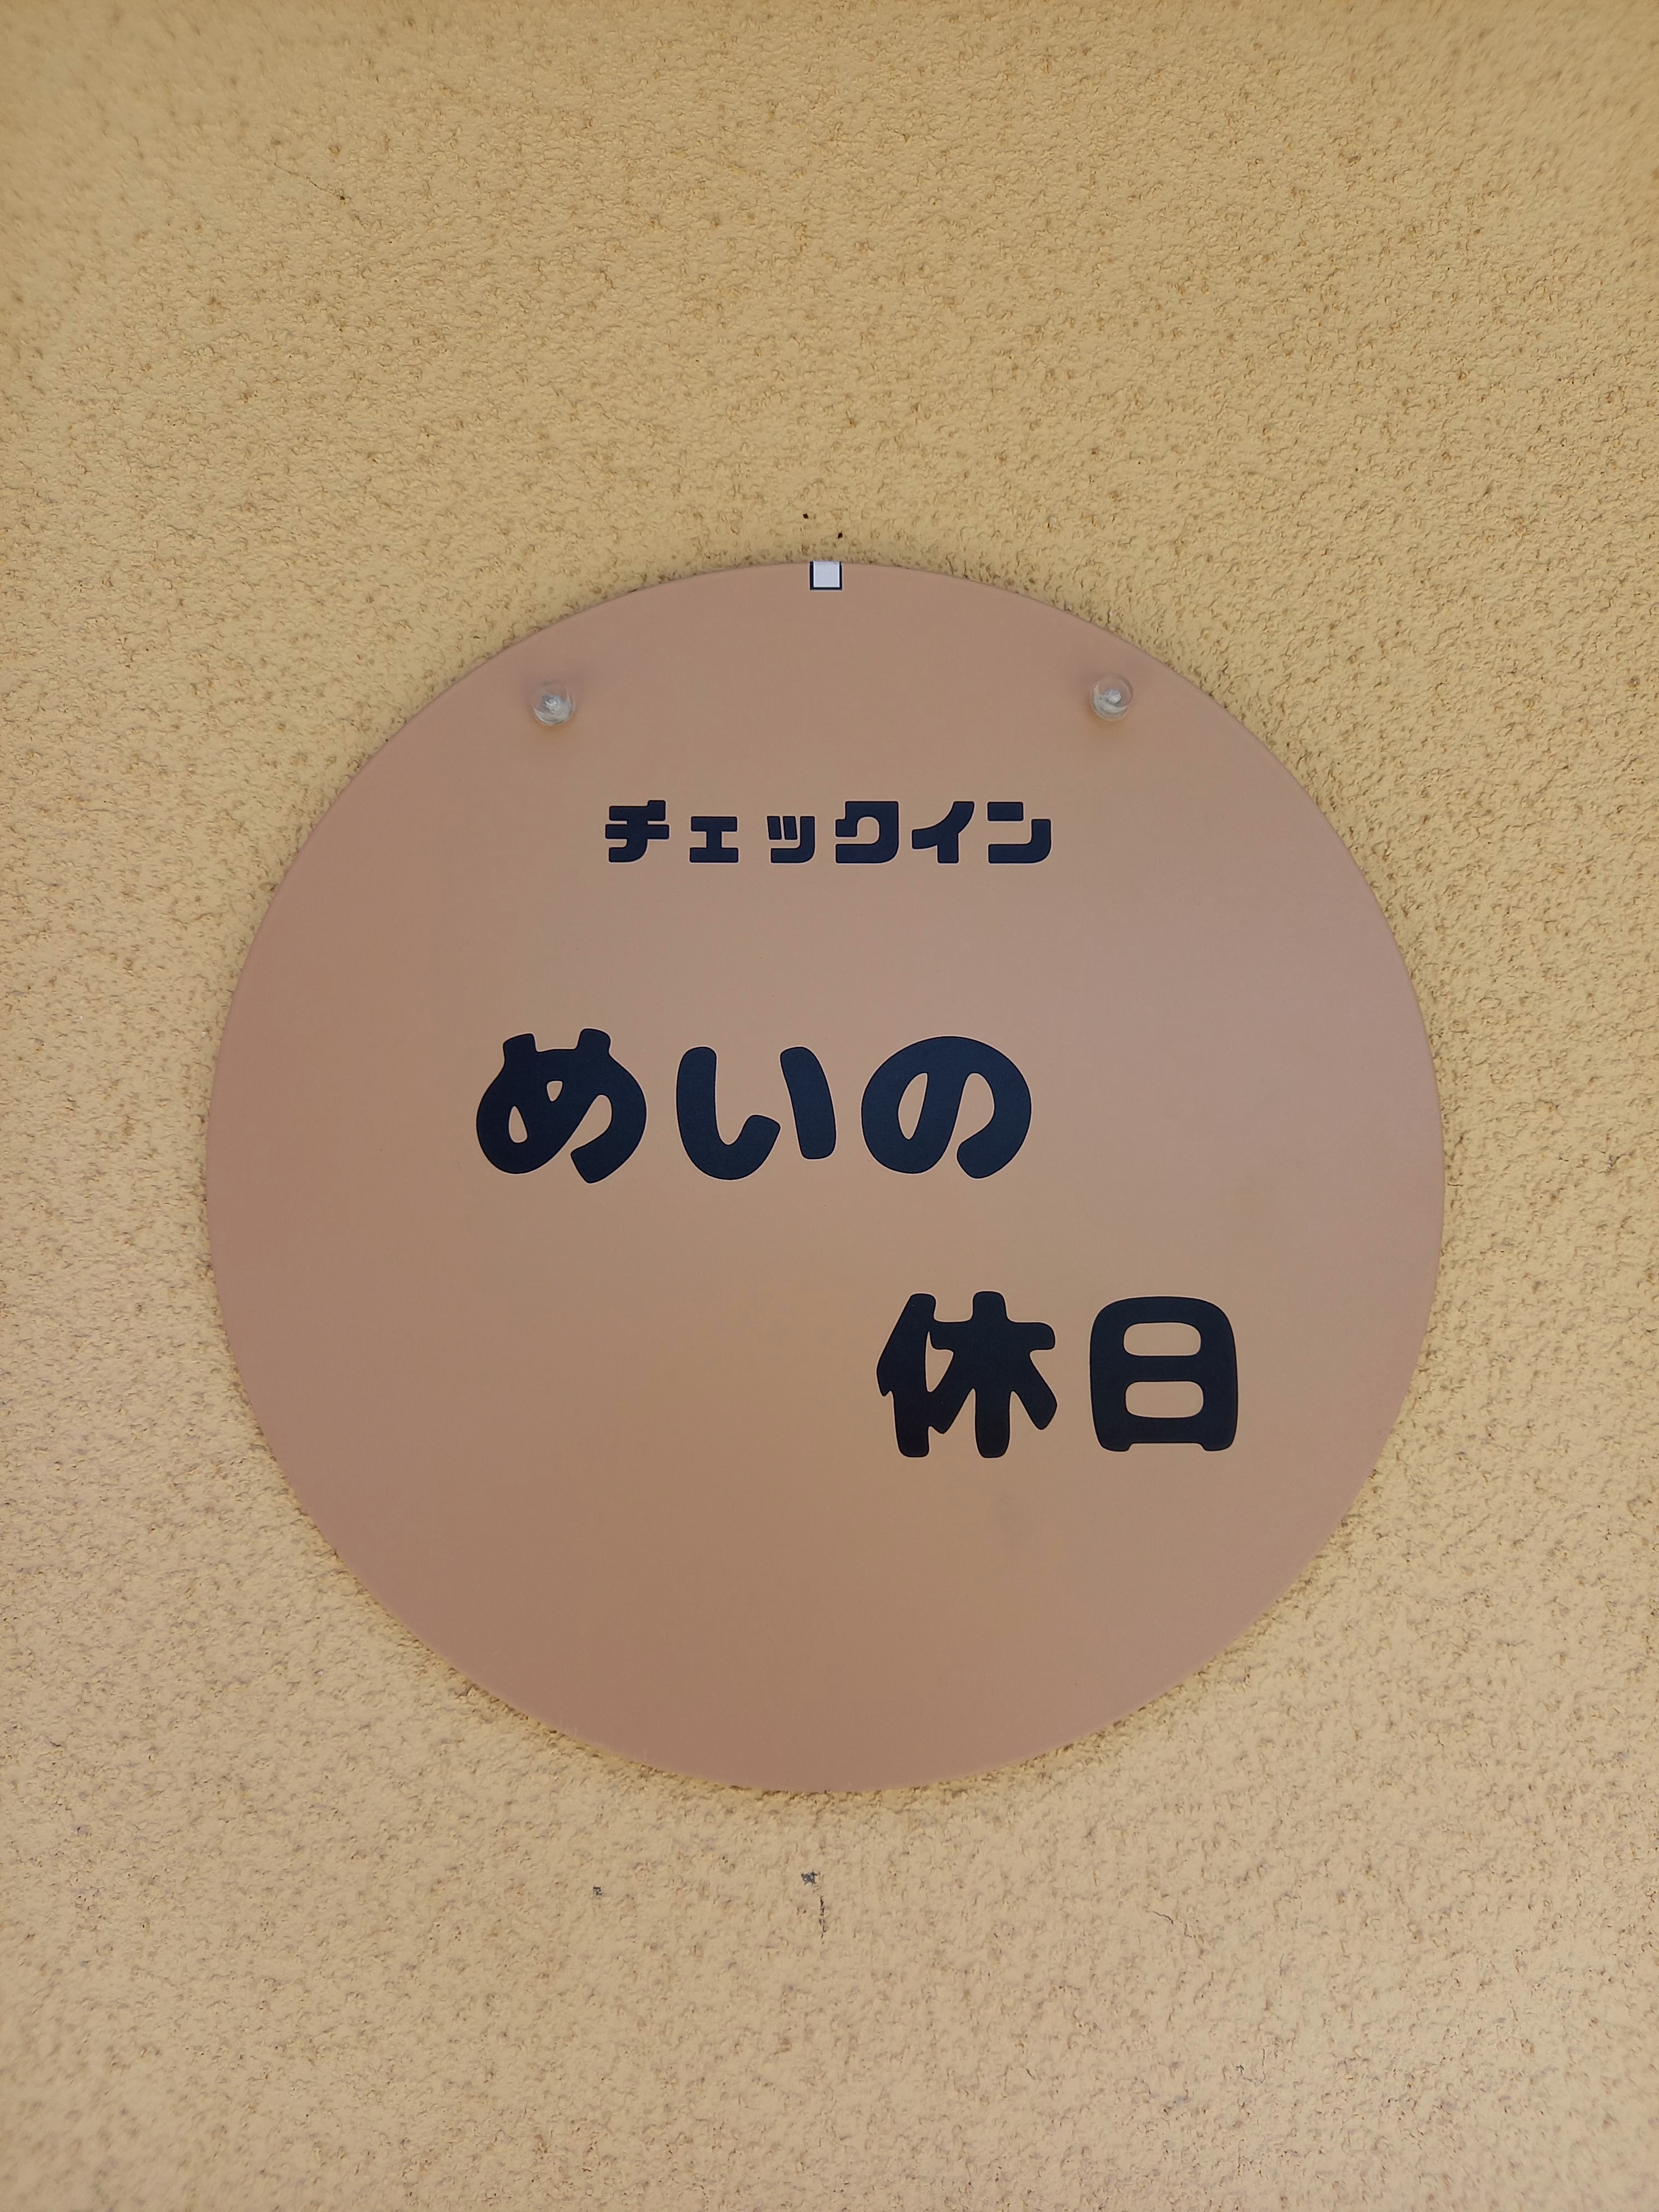 チェックイン
めいの
休日